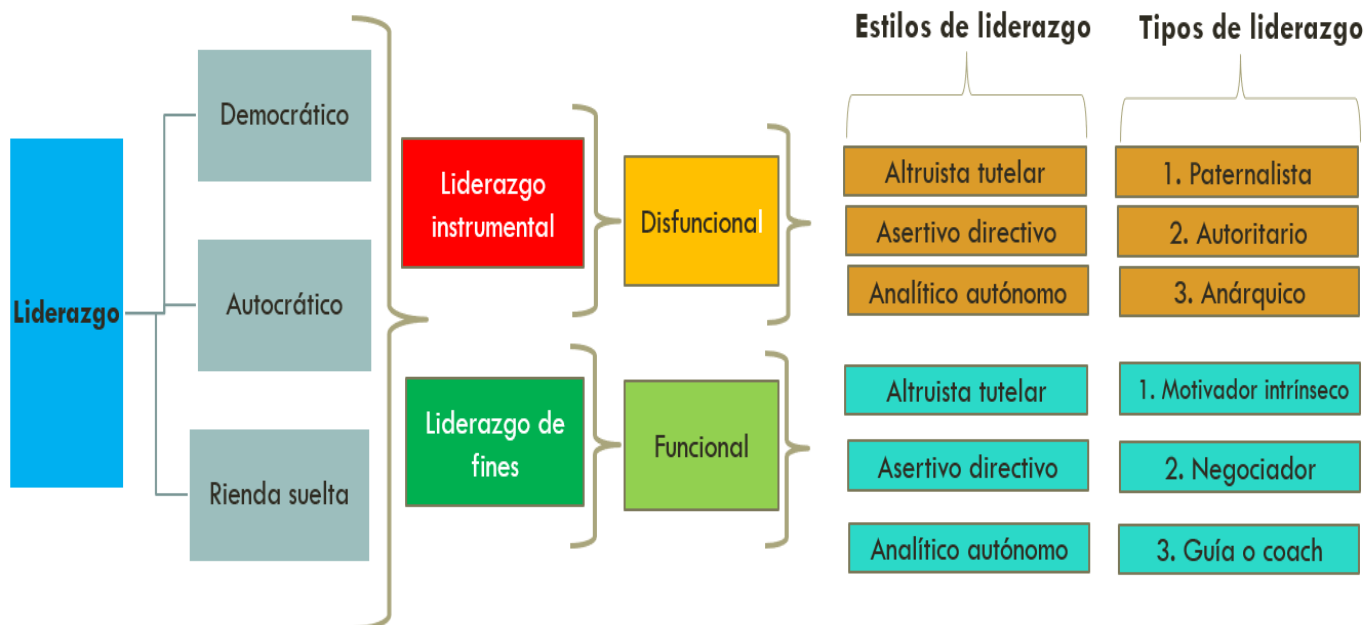 Estilos de liderazgo
Tipos de liderazgo
Liderazgo
Democrático
Autocrático
Rienda suelta
Liderazgo
instrumental
Liderazgo de
fines
Disfuncional
Funcional
Altruista tutelar
1. Paternalista
Asertivo directivo
2. Autoritario
Analítico autónomo
3. Anárquico
Altruista tutelar
1. Motivador intrínseco
Asertivo directivo
2. Negociador
Analítico autónomo
3. Guía o coach